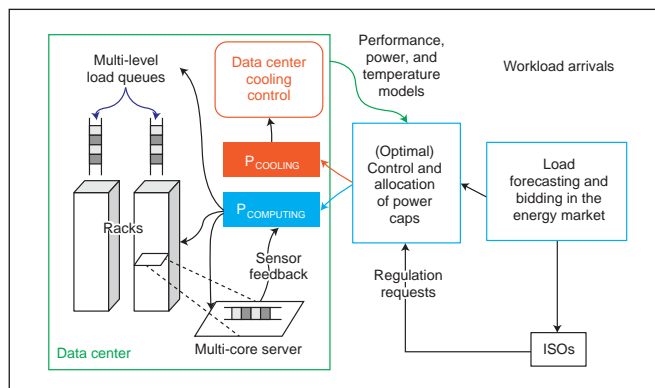 Multi-level
load queues
Data center
cooling
control
Performance,
power, and
temperature
models
Workload arrivals
P_COOLING
P_COMPUTING
(Optimal)
Control and
allocation
of power
caps
Load
forecasting and
bidding in the
energy market
Racks
Sensor
feedback
Regulation
requests
Multi-core server
Data center
ISOs